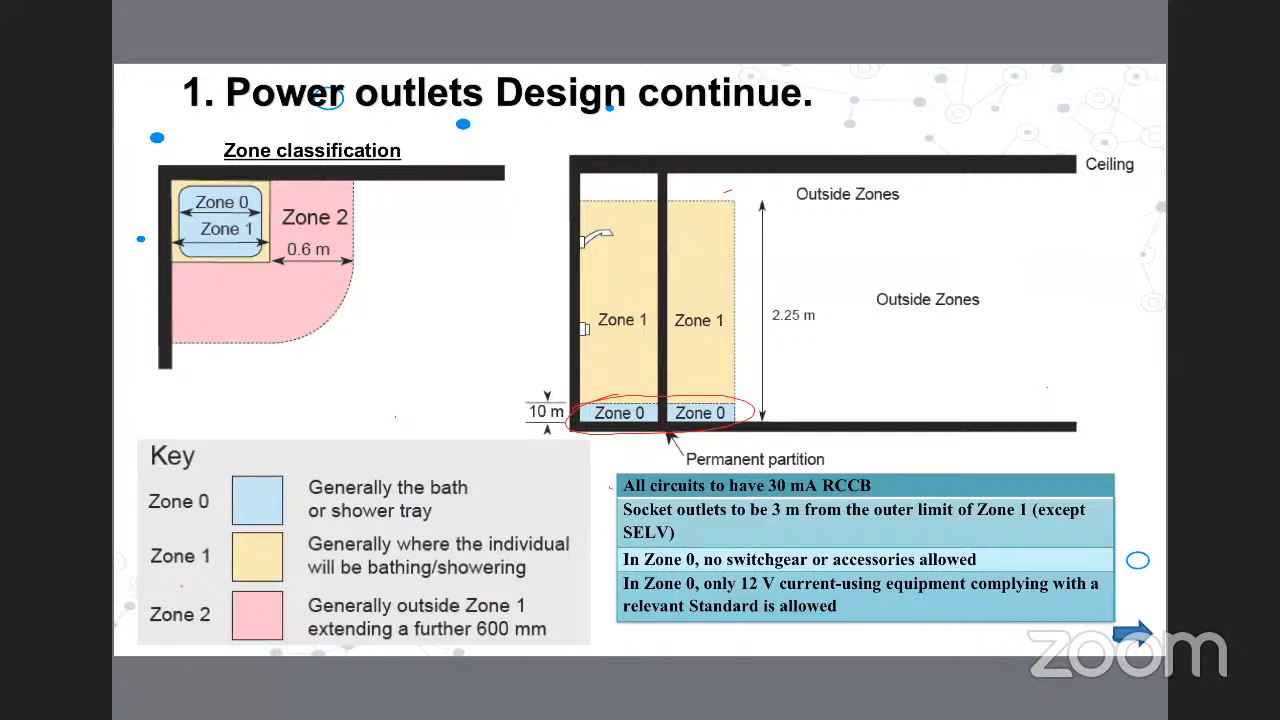 1. Power outlets Design continue.
Zone classification
Zone 0
Zone 1
Zone 2
0.6 m
Ceiling
Outside Zones
Outside Zones
2.25 m
Zone 1
Zone 1
10 m
Zone 0
Zone 0
Permanent partition
Key
Zone 0
Generally the bath
or shower tray
Zone 1
Generally where the individual
will be bathing/showering
Zone 2
Generally outside Zone 1
extending a further 600 mm
All circuits to have 30 mA RCCB
Socket outlets to be 3 m from the outer limit of Zone 1 (except
SELV)
In Zone 0, no switchgear or accessories allowed
In Zone 0, only 12 V current-using equipment complying with a
relevant Standard is allowed
zoom